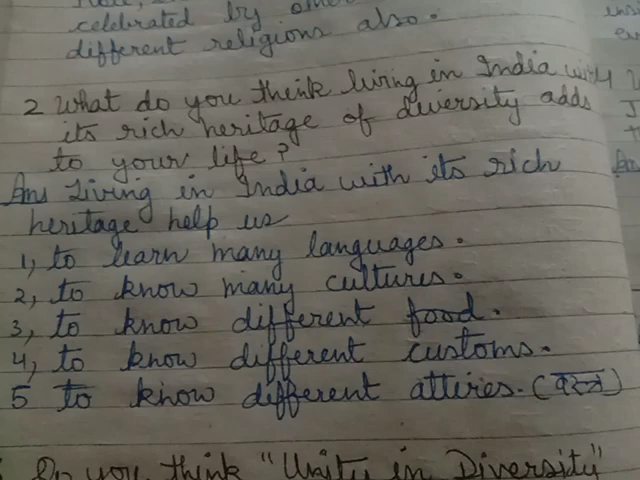 celebrated by other
different religions also.
2 What do you think living in India with
its rich heritage of diversity adds
to your life?
Ans Living in India with its rich
heritage help us
1, to learn many languages.
2, to know many cultures.
3, to know different food.
4, to know different customs.
5 to know different attires. (वस्त्र)
Do you think "Unity in Diversity"